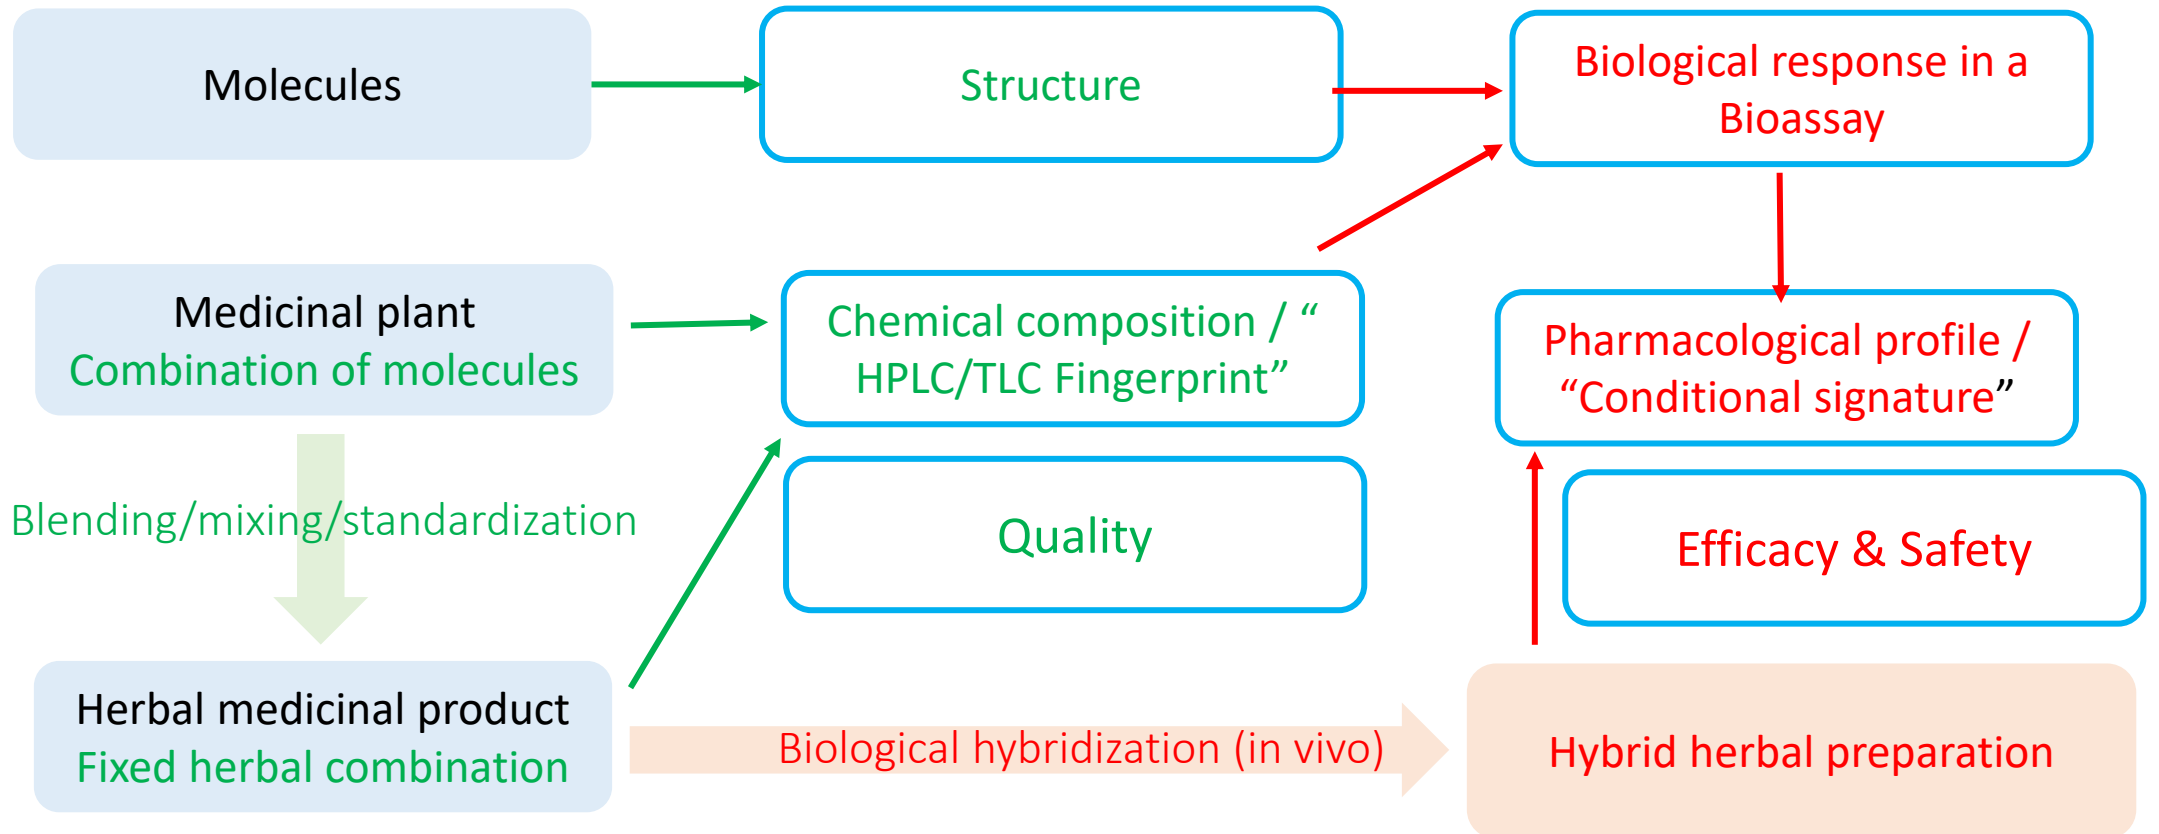 Molecules
Structure
Biological response in a
Bioassay
Medicinal plant
Combination of molecules
Chemical composition / “
HPLC/TLC Fingerprint”
Pharmacological profile /
“Conditional signature”
Blending/mixing/standardization
Quality
Efficacy & Safety
Herbal medicinal product
Fixed herbal combination
Biological hybridization (in vivo)
Hybrid herbal preparation